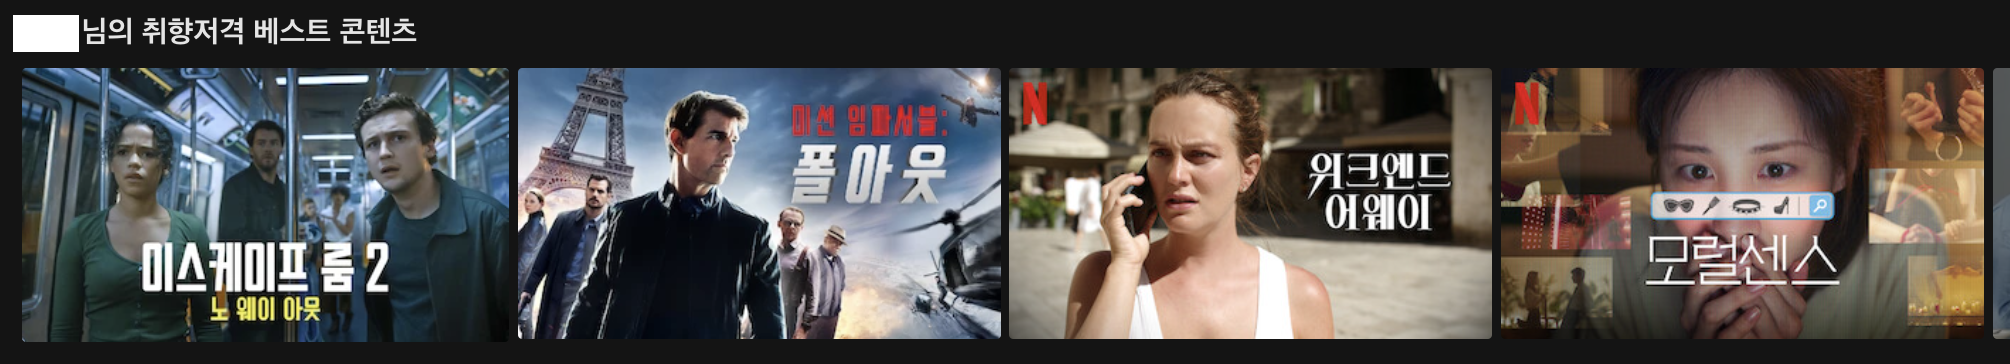 님의 취향저격 베스트 콘텐츠
이스케이프 룸 2
노 웨이 아웃
미션 임파서블:
폴아웃
N
위크엔드
어웨이
N
모럴센스